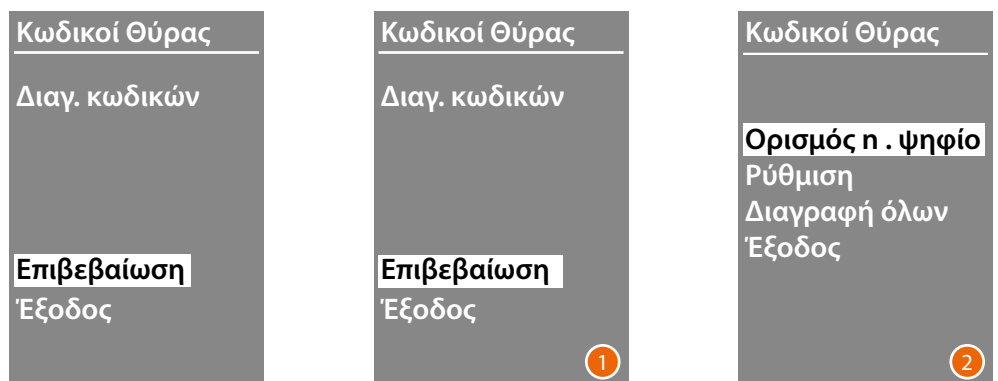 Κωδικοί Θύρας
Διαγ. κωδικών
Επιβεβαίωση
Έξοδος
Κωδικοί Θύρας
Διαγ. κωδικών
Επιβεβαίωση
Έξοδος
1
Κωδικοί Θύρας
Ορισμός n . ψηφίο
Ρύθμιση
Διαγραφή όλων
Έξοδος
2